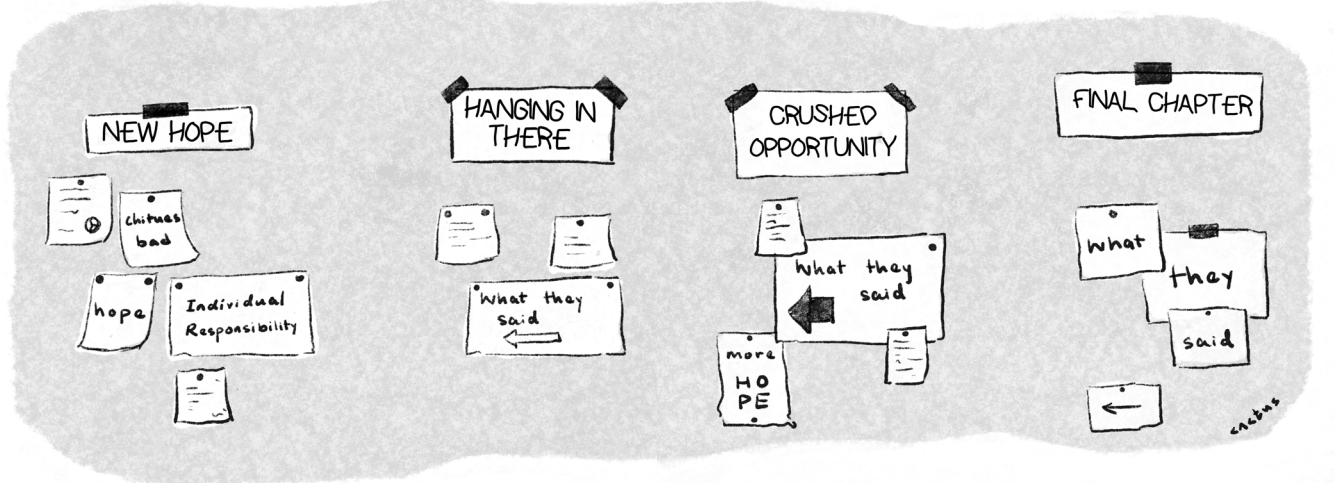 NEW HOPE
chitues
bad
hope
Individual
Responsibility
HANGING IN
THERE
What they
said
CRUSHED
OPPORTUNITY
What they
said
more
HO
PE
FINAL CHAPTER
What
they
said
cactus